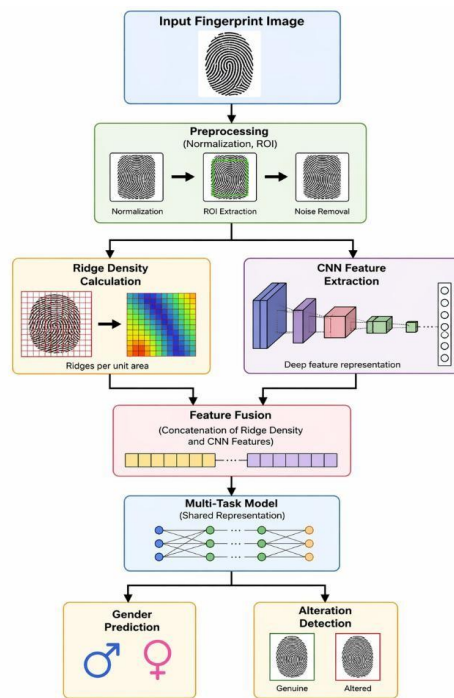 Input Fingerprint Image
Preprocessing
(Normalization, ROI)
Normalization
ROI Extraction
Noise Removal
Ridge Density
Calculation
Ridges per unit area
CNN Feature
Extraction
Deep feature representation
Feature Fusion
(Concatenation of Ridge Density
and CNN Features)
Multi-Task Model
(Shared Representation)
Gender
Prediction
Alteration
Detection
Genuine
Altered